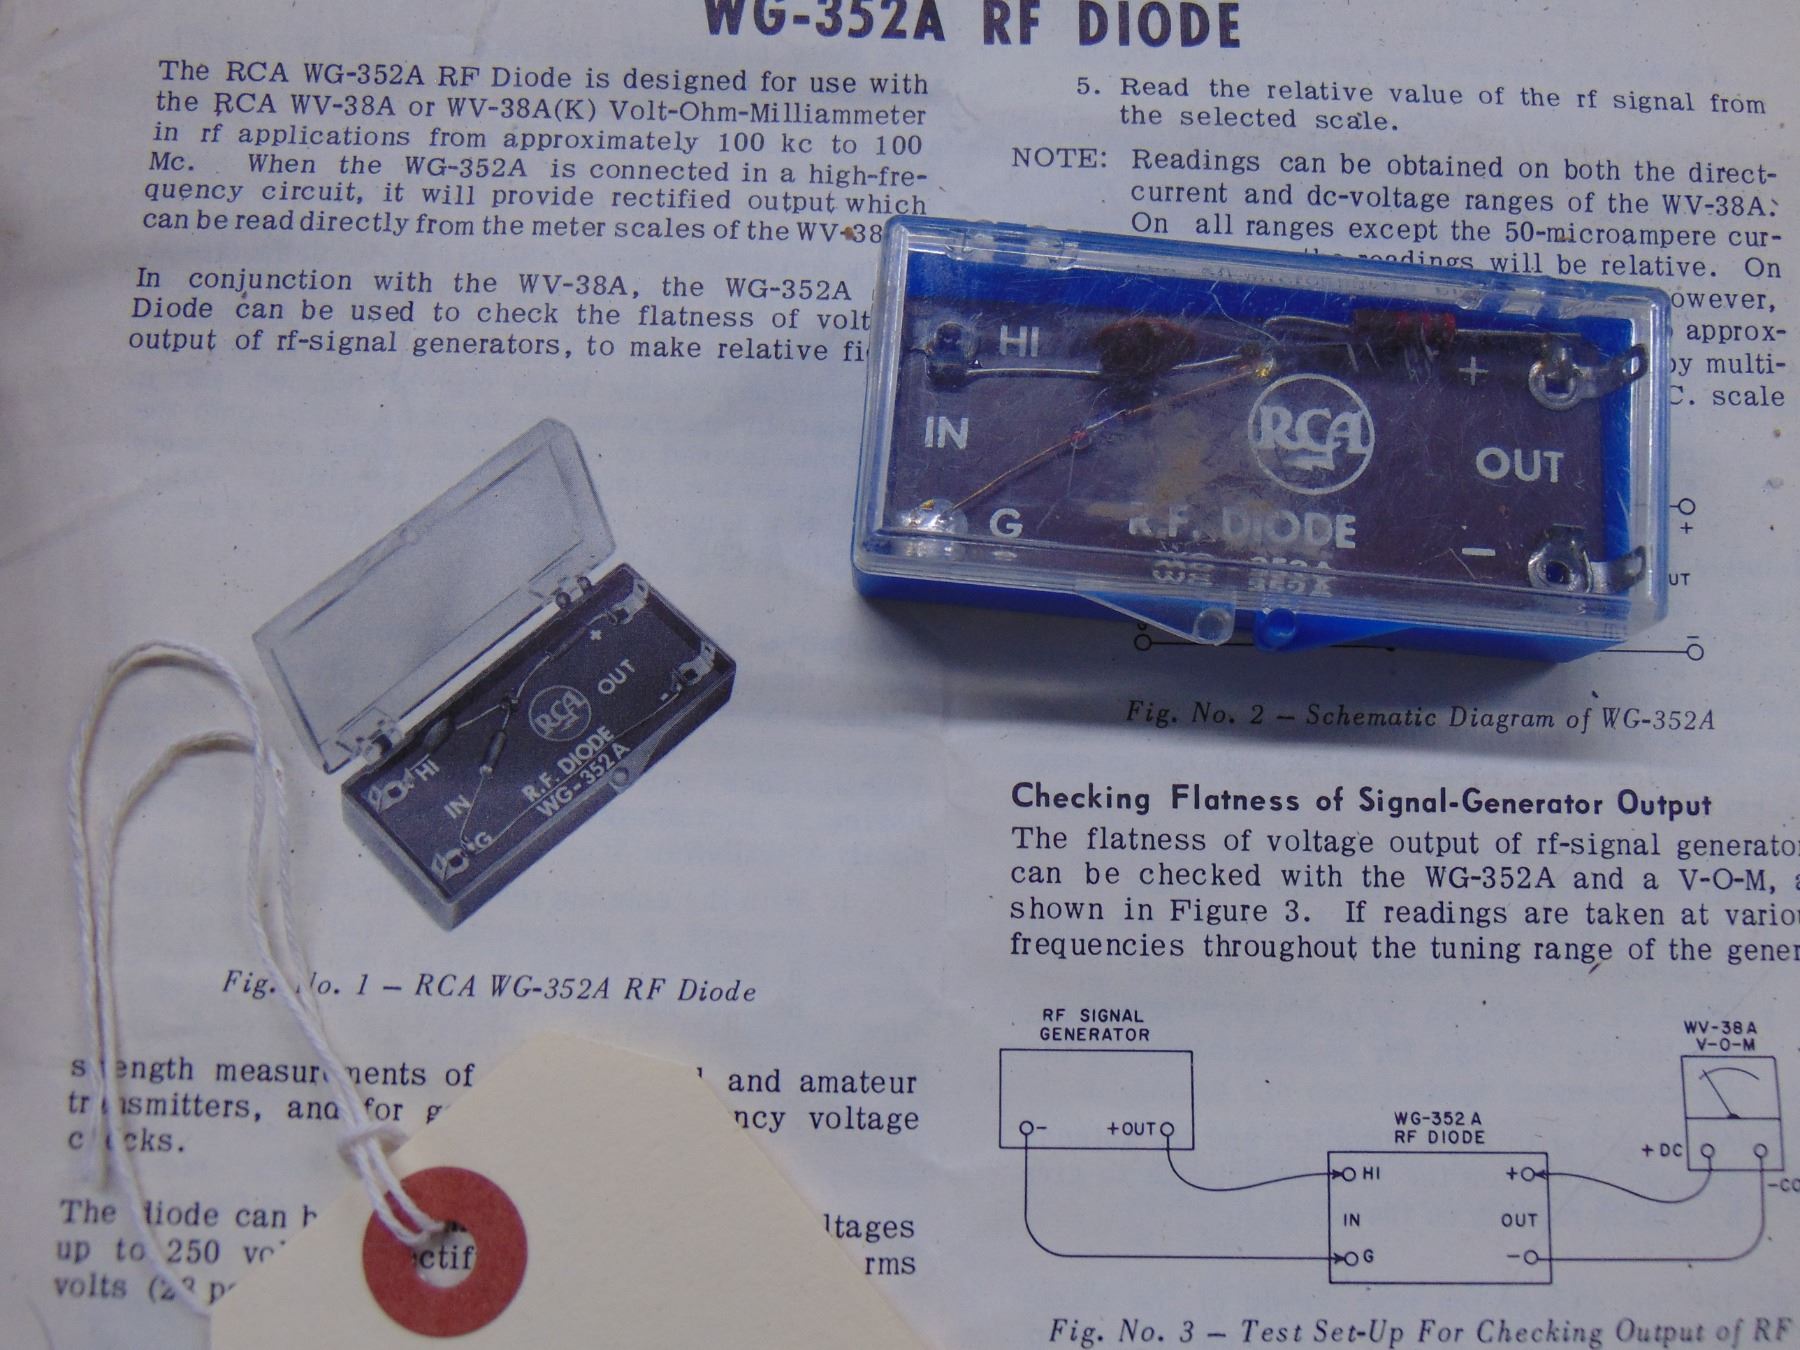 WG-352A RF DIODE
The RCA WG-352A RF Diode is designed for use with
the RCA WV-38A or WV-38A(K) Volt-Ohm-Milliammeter
in rf applications from approximately 100 kc to 100
Mc. When the WG-352A is connected in a high-fre-
quency circuit, it will provide rectified output which
can be read directly from the meter scales of the WV-38
In conjunction with the WV-38A, the WG-352A
Diode can be used to check the flatness of volt
output of rf-signal generators, to make relative fi
HI
IN
G
+
OUT
-
RCA
R.F. DIODE
WG-352A
Fig. No. 1 — RCA WG-352A RF Diode
measurements of and amateur
and for voltage
The diode can
up to 250
volts rms
5. Read the relative value of the rf signal from
the selected scale.
NOTE: Readings can be obtained on both the direct-
current and dc-voltage ranges of the WV-38A.
On all ranges except the 50-microampere cur-
readings will be relative. On
owever,
approx-
by multi-
C. scale
HI
IN
G
RCA
R.F. DIODE
+
OUT
-
+
UT
-
Fig. No. 2 — Schematic Diagram of WG-352A
Checking Flatness of Signal-Generator Output
The flatness of voltage output of rf-signal generato
can be checked with the WG-352A and a V-O-M, a
shown in Figure 3. If readings are taken at vario
frequencies throughout the tuning range of the gener
RF SIGNAL
GENERATOR
- +OUT
WG-352A
RF DIODE
HI +
IN OUT
G -
WV-38A
V-O-M
+ DC
-CO
Fig. No. 3 — Test Set-Up For Checking Output of RF